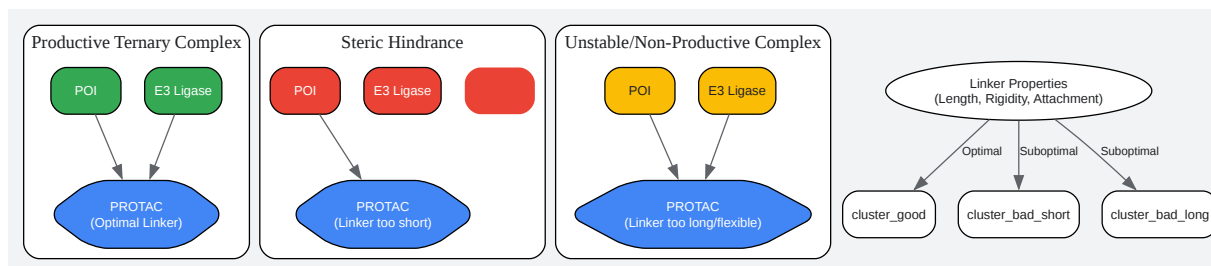 Productive Ternary Complex
POI
E3 Ligase
PROTAC
(Optimal Linker)
Steric Hindrance
POI
E3 Ligase
PROTAC
(Linker too short)
Unstable/Non-Productive Complex
POI
E3 Ligase
PROTAC
(Linker too long/flexible)
Linker Properties
(Length, Rigidity, Attachment)
Optimal
Suboptimal
Suboptimal
cluster_good
cluster_bad_short
cluster_bad_long